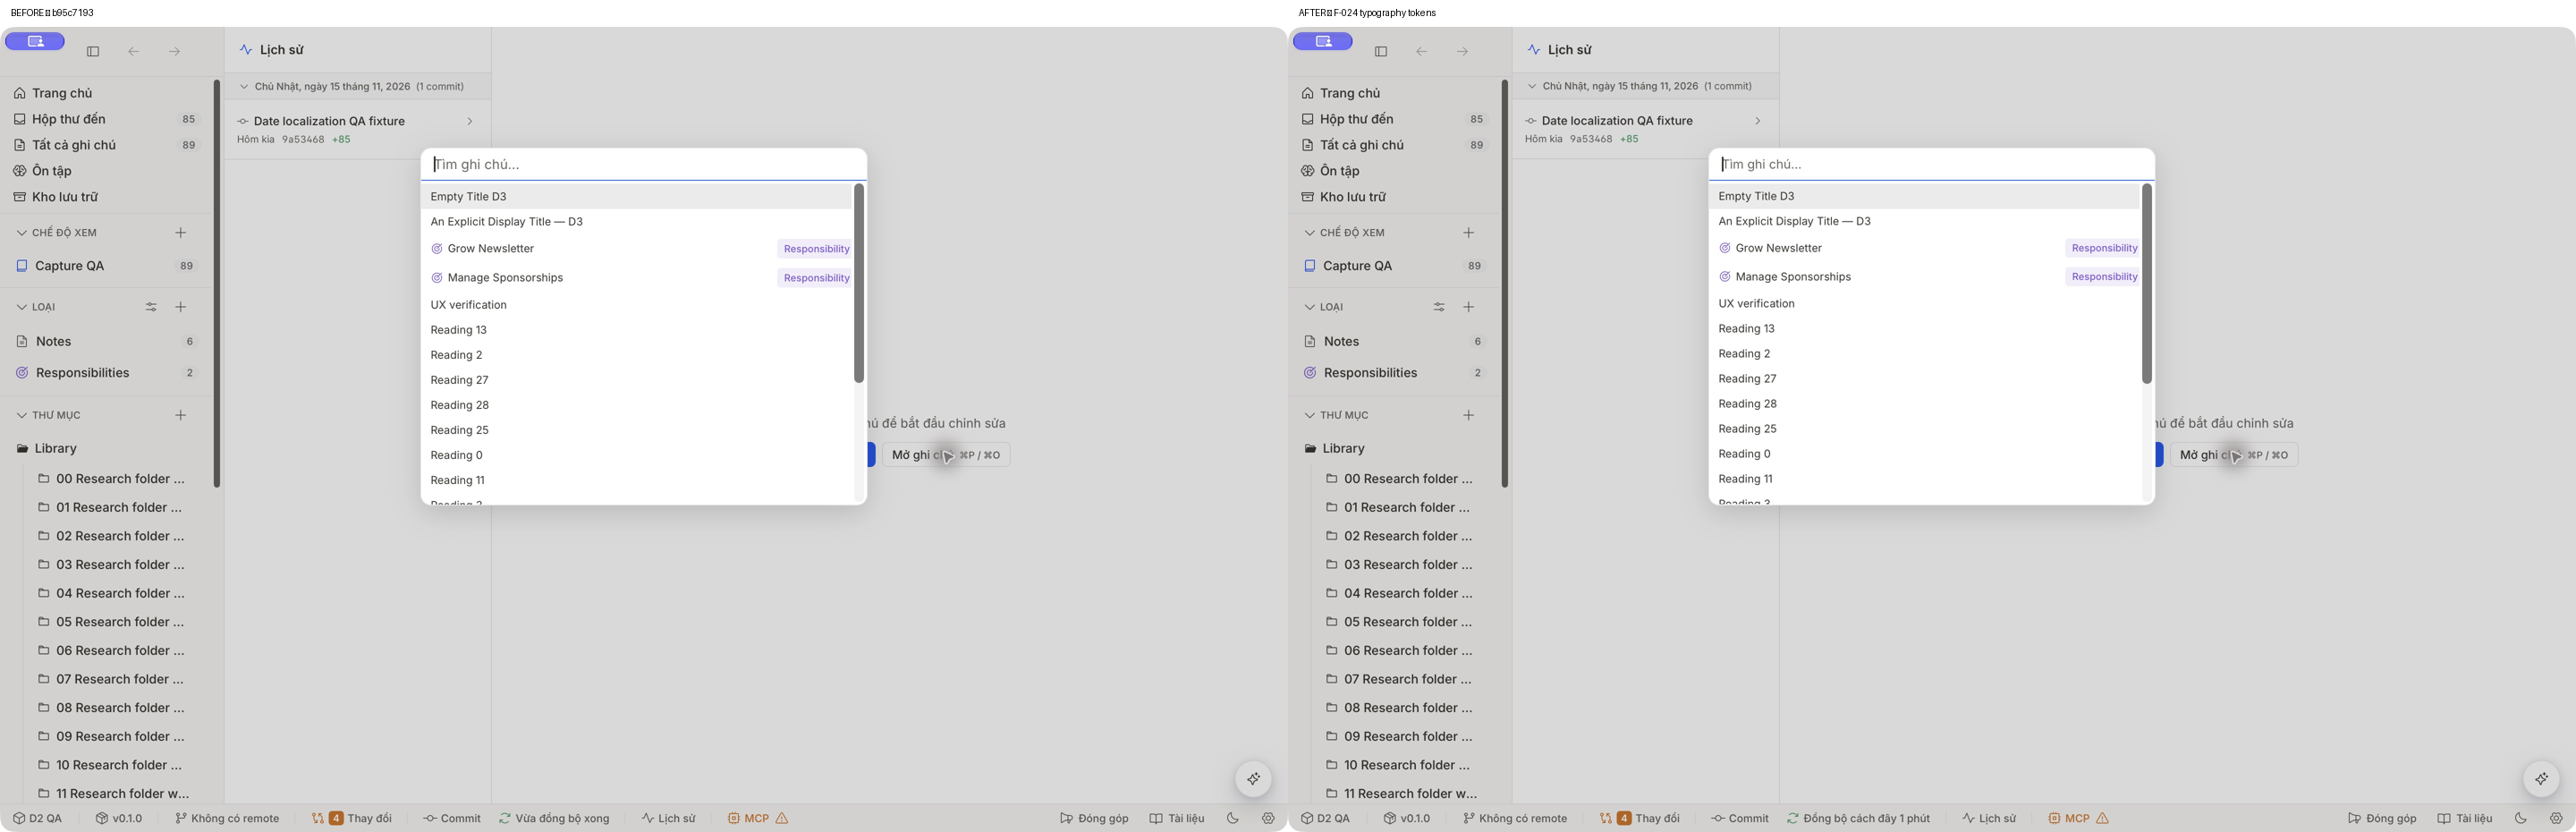 BEFORE b95c7193
Lịch sử
Chủ Nhật, ngày 15 tháng 11, 2026 (1 commit)
Date localization QA fixture
Hôm kia 9a53468 +85
Trang chủ
Hộp thư đến 85
Tất cả ghi chú 89
Ôn tập
Kho lưu trữ
CHẾ ĐỘ XEM
Capture QA 89
LOẠI
Notes 6
Responsibilities 2
THƯ MỤC
Library
00 Research folder ...
01 Research folder ...
02 Research folder ...
03 Research folder ...
04 Research folder ...
05 Research folder ...
06 Research folder ...
07 Research folder ...
08 Research folder ...
09 Research folder ...
10 Research folder ...
11 Research folder w...
Tìm ghi chú...
Empty Title D3
An Explicit Display Title — D3
Grow Newsletter Responsibility
Manage Sponsorships Responsibility
UX verification
Reading 13
Reading 2
Reading 27
Reading 28
Reading 25
Reading 0
Reading 11
để bắt đầu chỉnh sửa
Mở ghi ⌘P / ⌘O
D2 QA v0.1.0 Không có remote 4 Thay đổi Commit Vừa đồng bộ xong Lịch sử MCP Đóng góp Tài liệu
AFTER F-024 typography tokens
Lịch sử
Chủ Nhật, ngày 15 tháng 11, 2026 (1 commit)
Date localization QA fixture
Hôm kia 9a53468 +85
Trang chủ
Hộp thư đến 85
Tất cả ghi chú 89
Ôn tập
Kho lưu trữ
CHẾ ĐỘ XEM
Capture QA 89
LOẠI
Notes 6
Responsibilities 2
THƯ MỤC
Library
00 Research folder ...
01 Research folder ...
02 Research folder ...
03 Research folder ...
04 Research folder ...
05 Research folder ...
06 Research folder ...
07 Research folder ...
08 Research folder ...
09 Research folder ...
10 Research folder ...
11 Research folder w...
Tìm ghi chú...
Empty Title D3
An Explicit Display Title — D3
Grow Newsletter Responsibility
Manage Sponsorships Responsibility
UX verification
Reading 13
Reading 2
Reading 27
Reading 28
Reading 25
Reading 0
Reading 11
để bắt đầu chỉnh sửa
Mở ghi ⌘P / ⌘O
D2 QA v0.1.0 Không có remote 4 Thay đổi Commit Đồng bộ cách đây 1 phút Lịch sử MCP Đóng góp Tài liệu